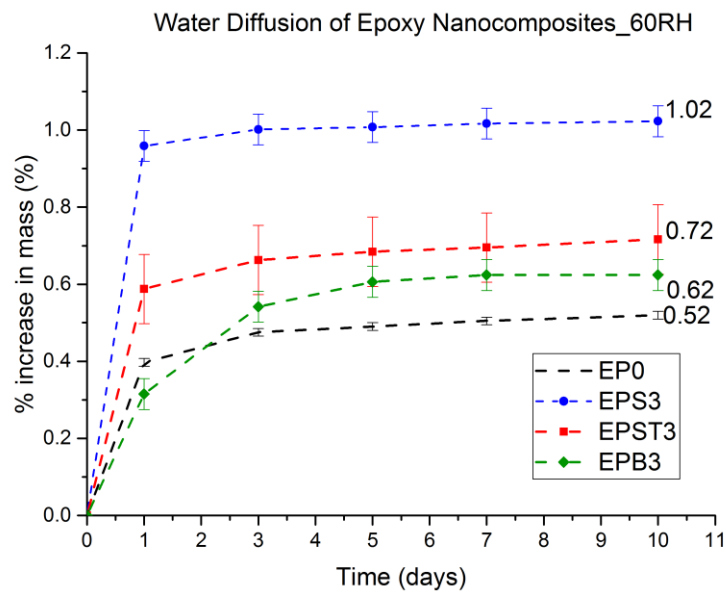 Water Diffusion of Epoxy Nanocomposites_60RH
1.2
1.0
0.8
0.6
0.4
0.2
0.0
% increase in mass (%)
1.02
0.72
0.62
0.52
EP0
EPS3
EPST3
EPB3
0 1 2 3 4 5 6 7 8 9 10 11
Time (days)